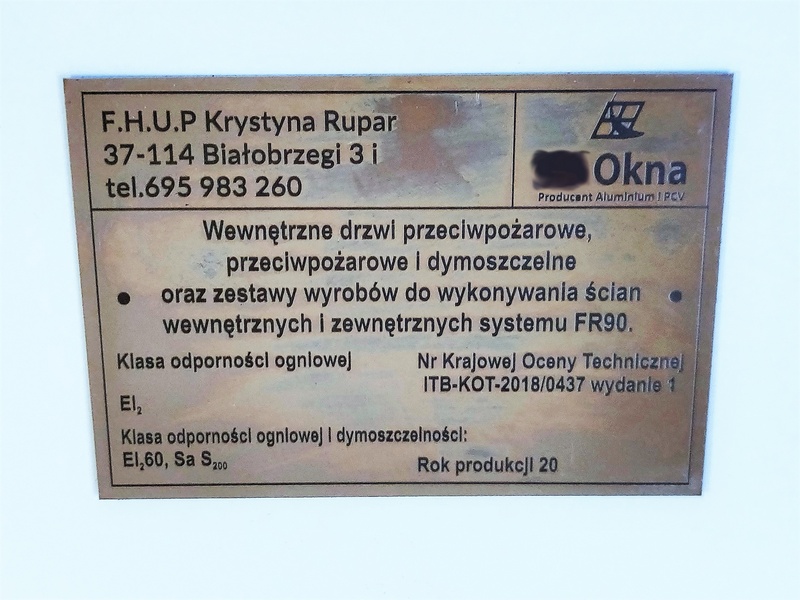 F.H.U.P Krystyna Rupar
37-114 Białobrzegi 3 i
tel.695 983 260
Okna
Producent Aluminium i PCV
Wewnętrzne drzwi przeciwpożarowe,
przeciwpożarowe i dymoszczelne
oraz zestawy wyrobów do wykonywania ścian
wewnętrznych i zewnętrznych systemu FR90.
Klasa odporności ogniowej
Nr Krajowej Oceny Technicznej
ITB-KOT-2018/0437 wydanie 1
EI₂
Klasa odporności ogniowej i dymoszczelności:
EI₂60, Sa S₂₀₀
Rok produkcji 20